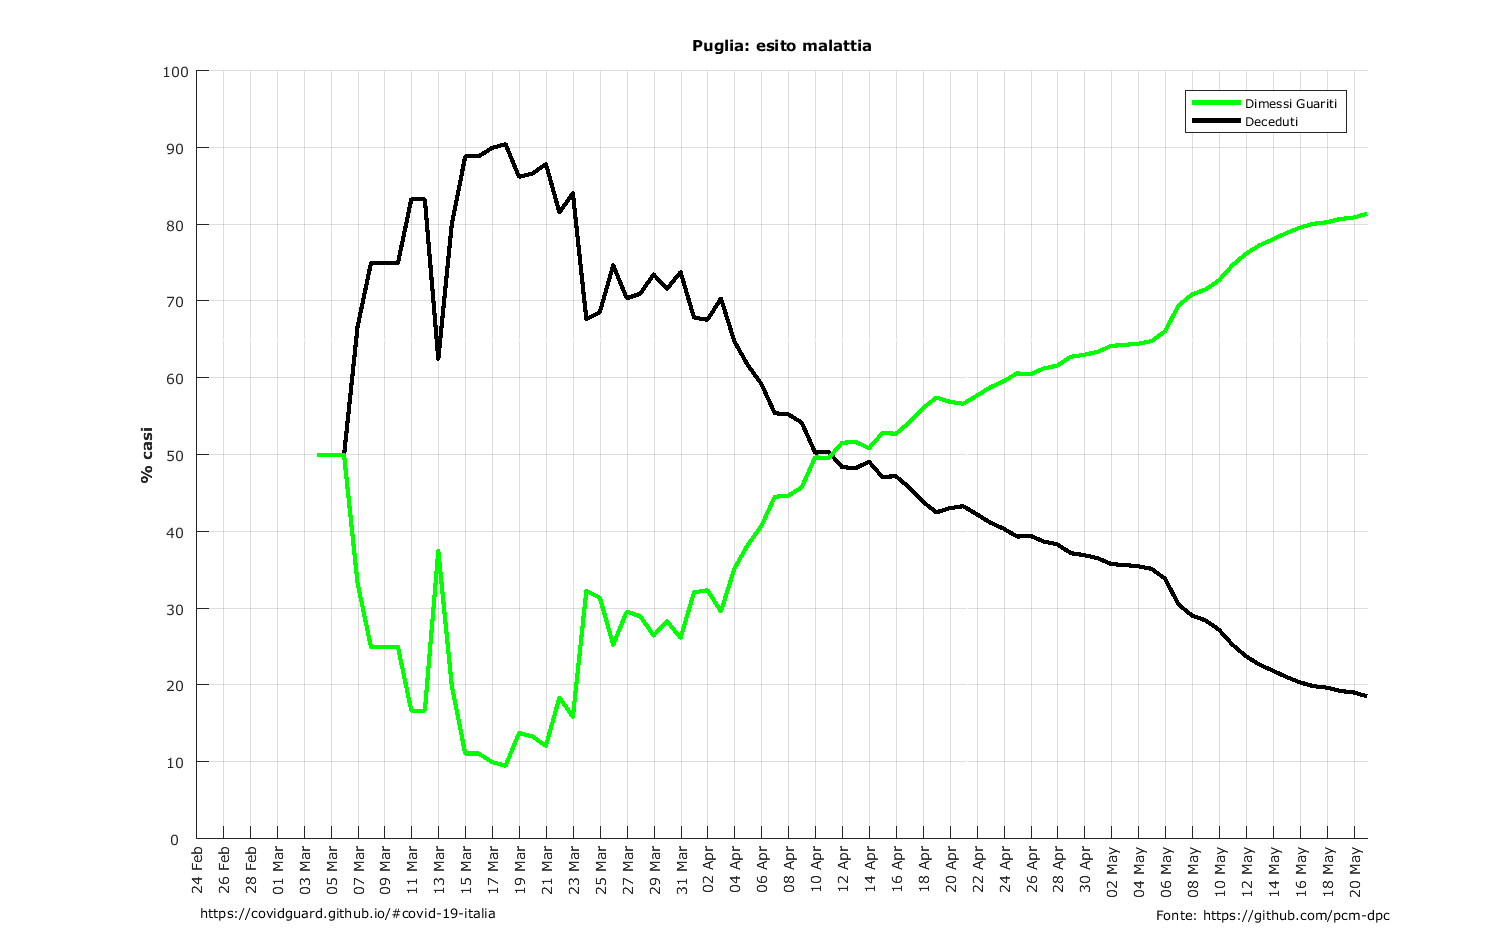 Puglia: esito malattia
100
90
80
70
60
50
40
30
20
10
0
% casi
Dimessi Guariti
Deceduti
24 Feb
26 Feb
28 Feb
01 Mar
03 Mar
05 Mar
07 Mar
09 Mar
11 Mar
13 Mar
15 Mar
17 Mar
19 Mar
21 Mar
23 Mar
25 Mar
27 Mar
29 Mar
31 Mar
02 Apr
04 Apr
06 Apr
08 Apr
10 Apr
12 Apr
14 Apr
16 Apr
18 Apr
20 Apr
22 Apr
24 Apr
26 Apr
28 Apr
30 Apr
02 May
04 May
06 May
08 May
10 May
12 May
14 May
16 May
18 May
20 May
https://covidguard.github.io/#covid-19-italia
Fonte: https://github.com/pcm-dpc